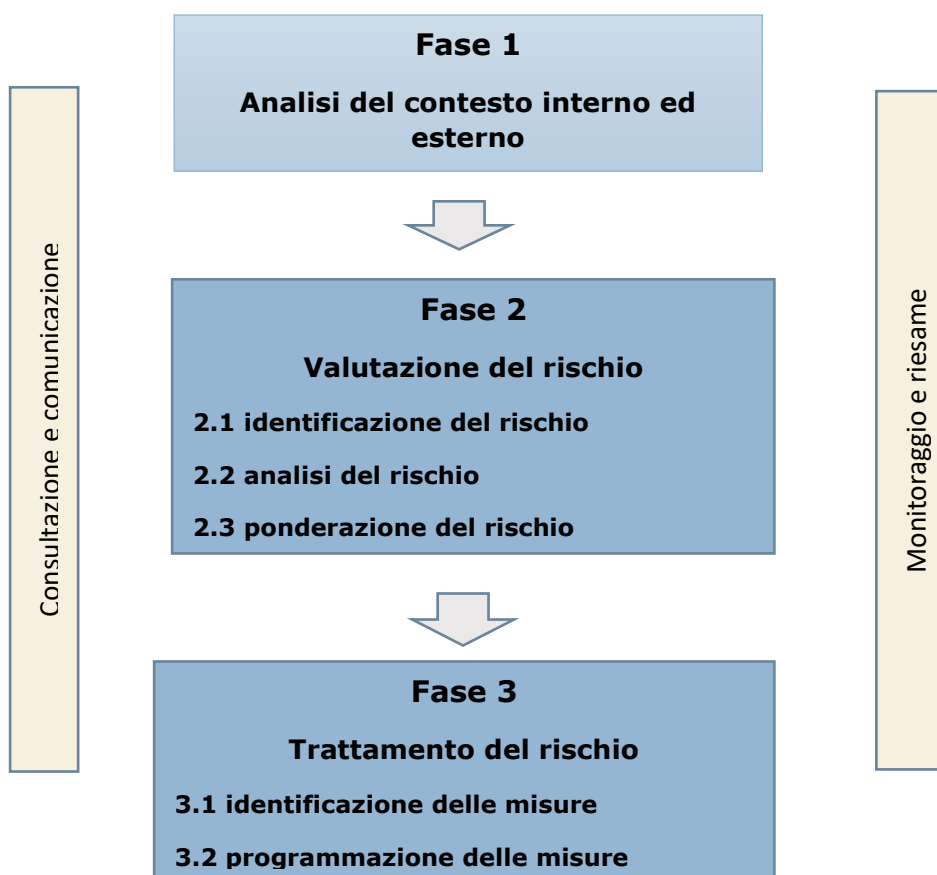 Fase 1
Analisi del contesto interno ed
esterno
Consultazione e comunicazione
Fase 2
Valutazione del rischio
2.1 identificazione del rischio
2.2 analisi del rischio
2.3 ponderazione del rischio
Monitoraggio e riesame
Fase 3
Trattamento del rischio
3.1 identificazione delle misure
3.2 programmazione delle misure